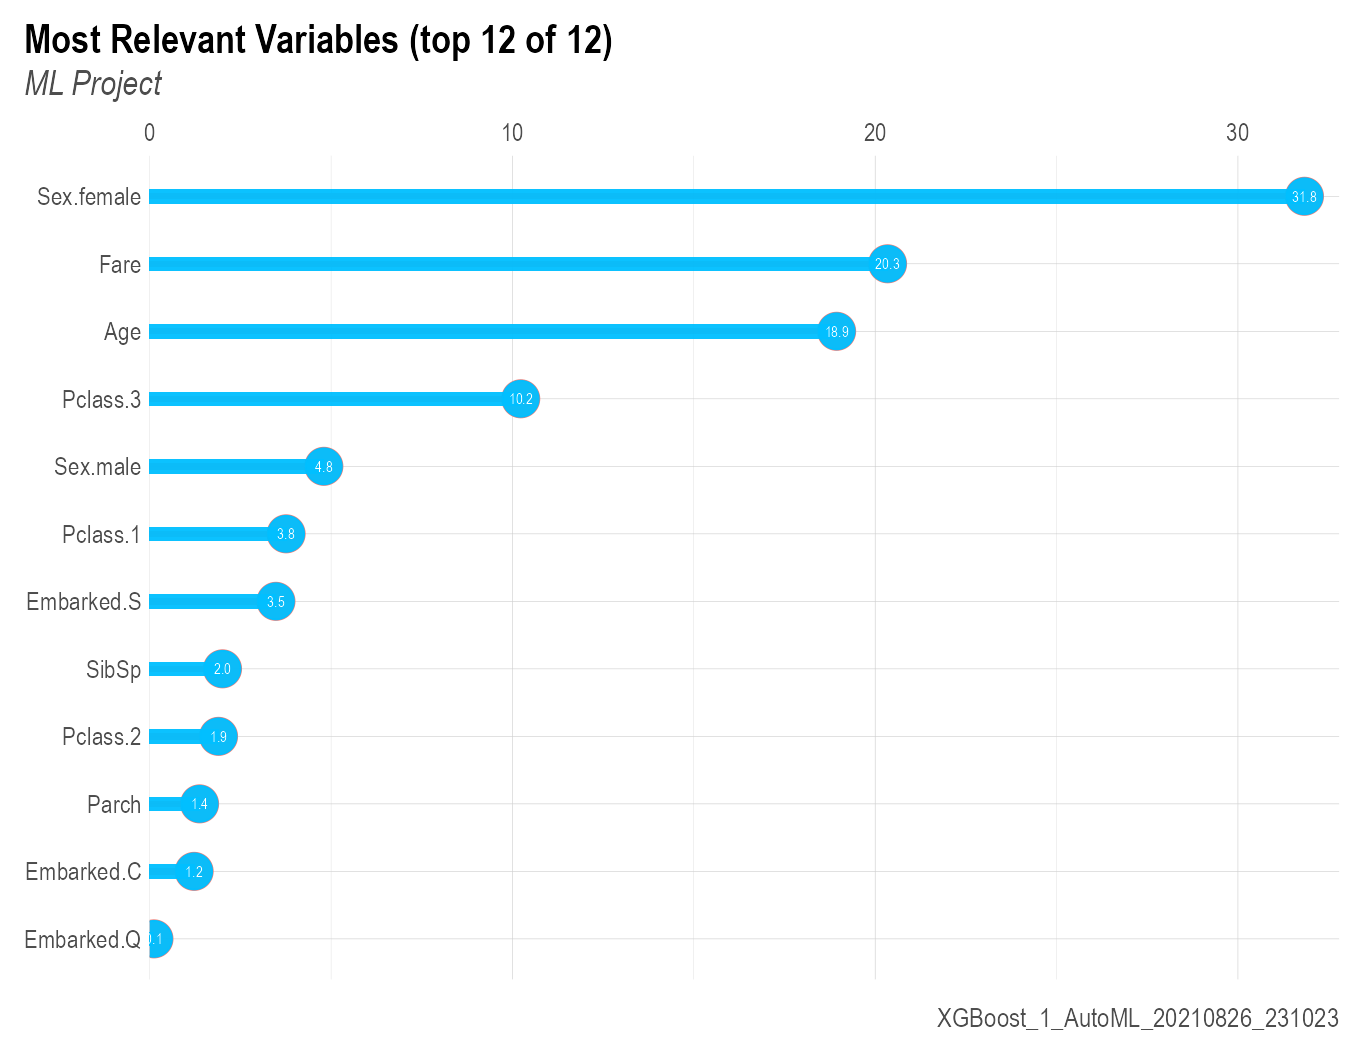 Most Relevant Variables (top 12 of 12)
ML Project
0 10 20 30
Sex.female 31.8
Fare 20.3
Age 18.9
Pclass.3 10.2
Sex.male 4.8
Pclass.1 3.8
Embarked.S 3.5
SibSp 2.0
Pclass.2 1.9
Parch 1.4
Embarked.C 1.2
Embarked.Q 0.1
XGBoost_1_AutoML_20210826_231023